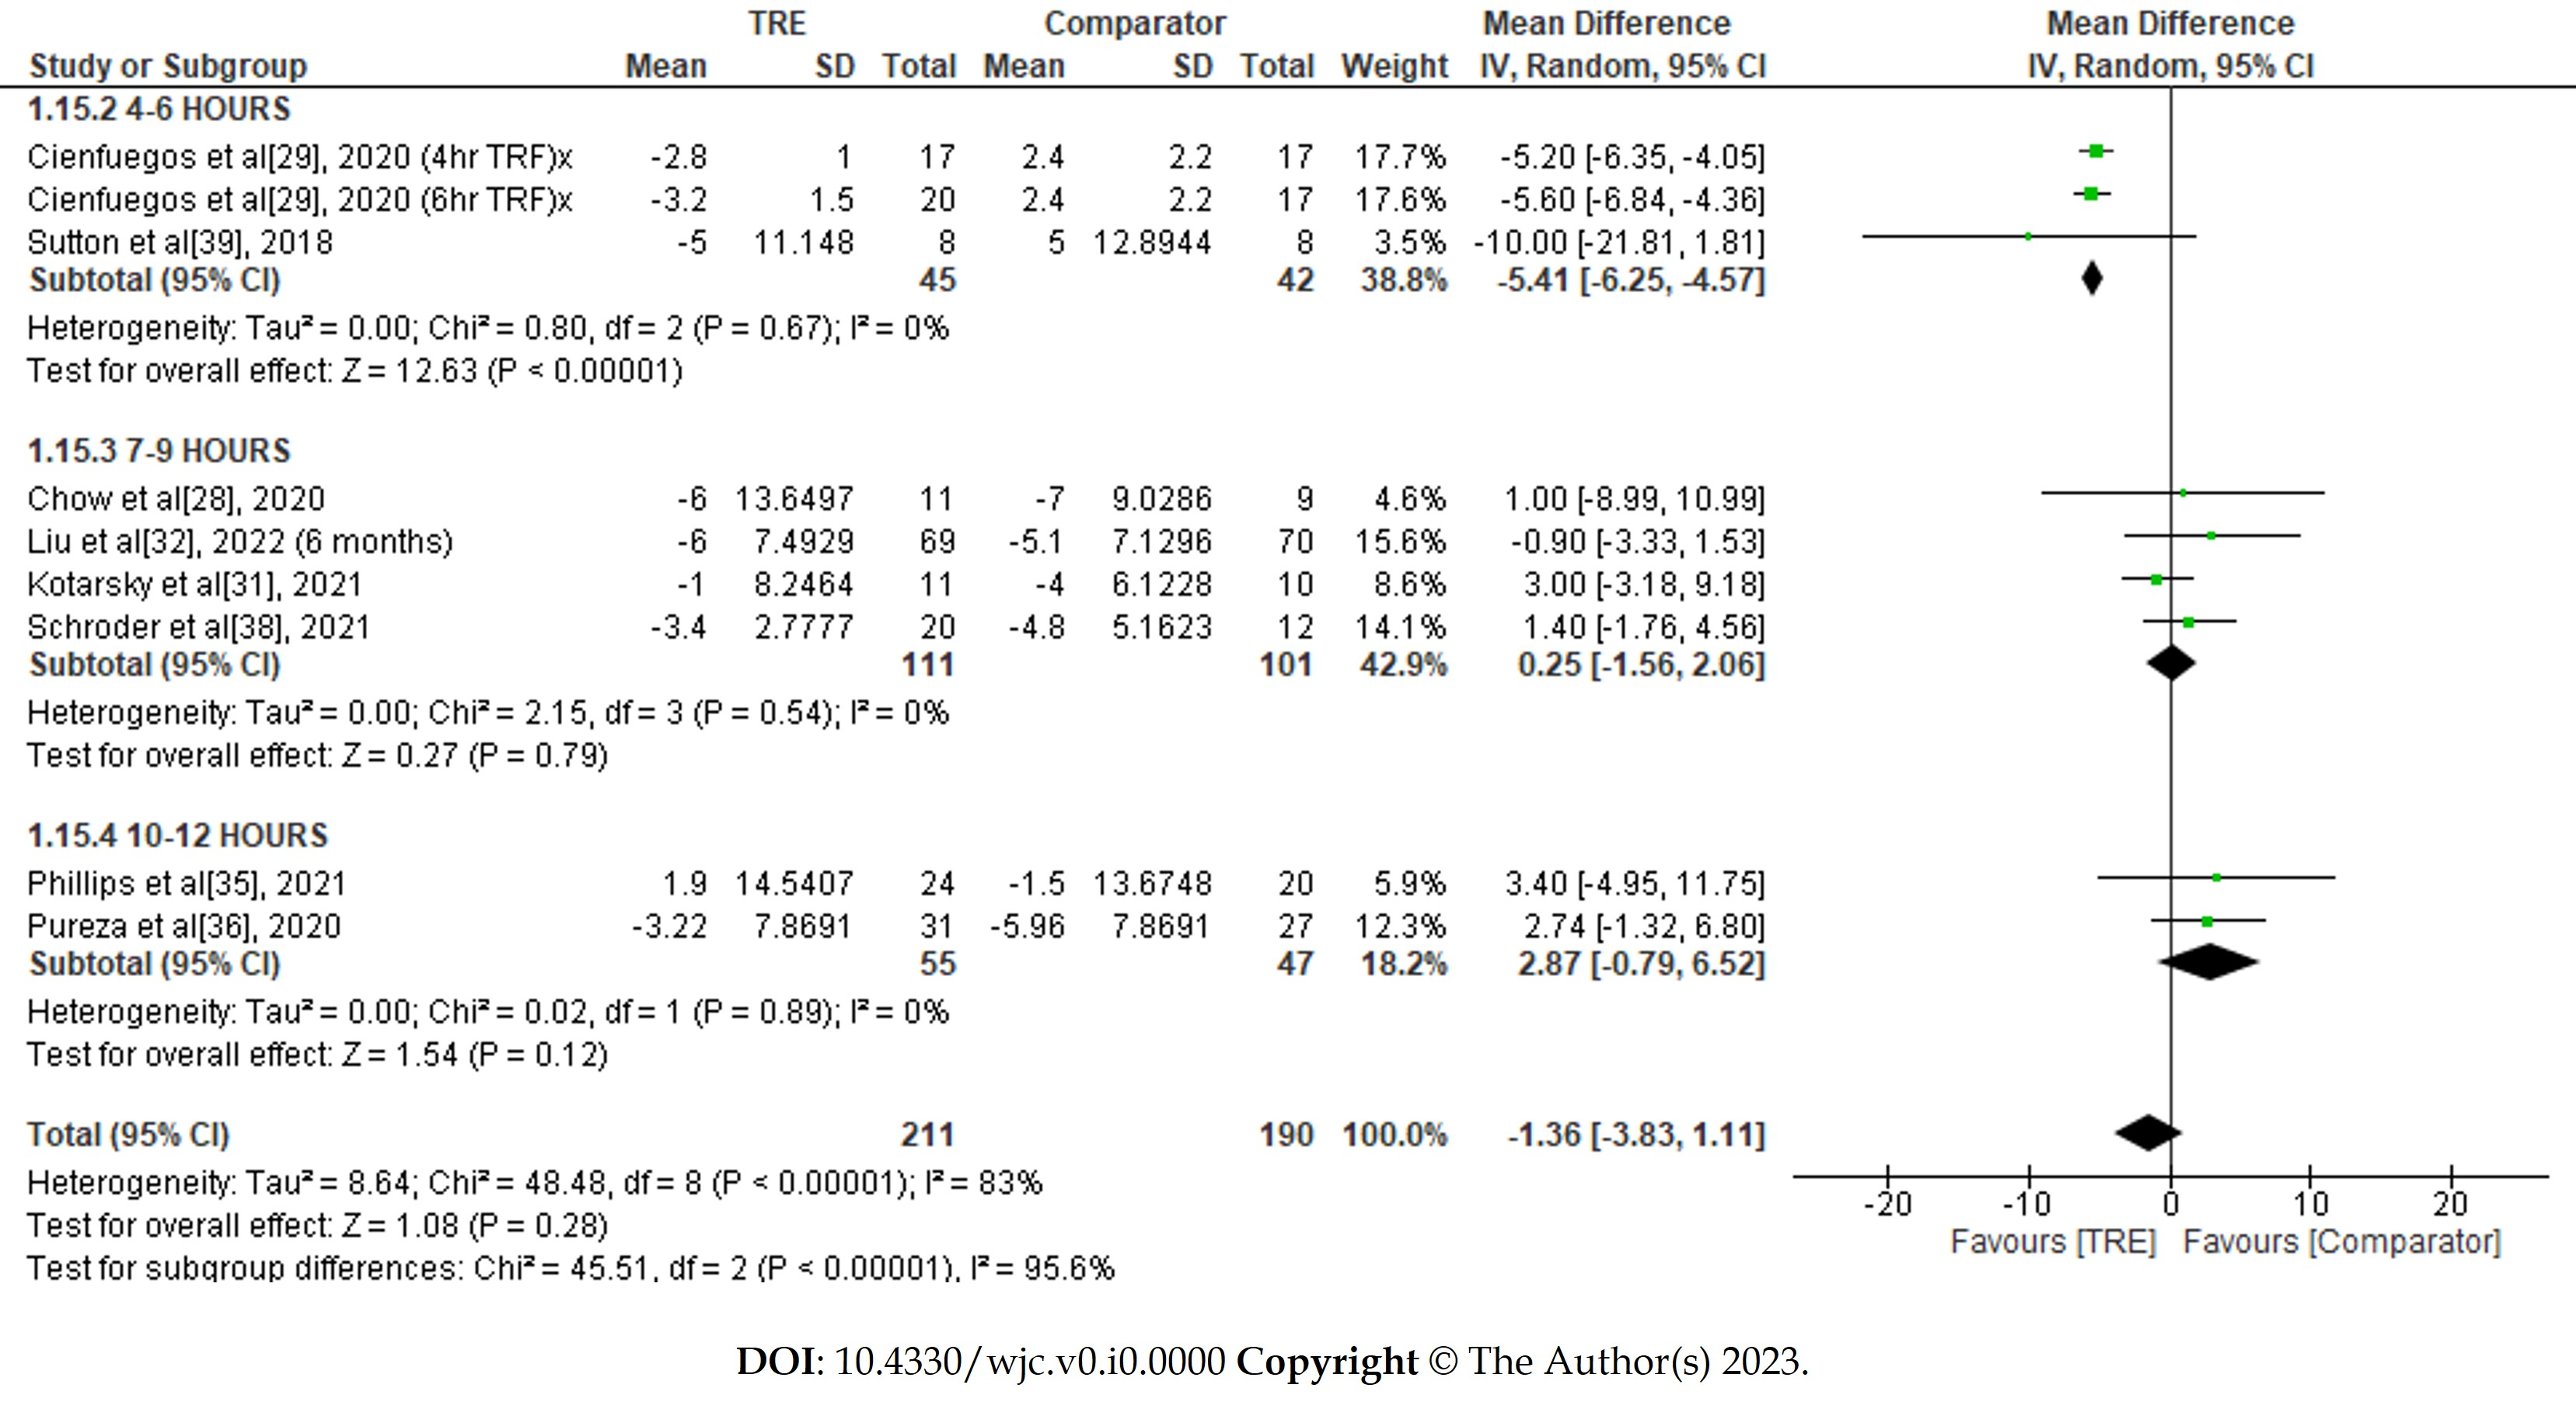 TRE Comparator Mean Difference Mean Difference
Study or Subgroup Mean SD Total Mean SD Total Weight IV, Random, 95% CI IV, Random, 95% CI
1.15.2 4-6 HOURS
Cienfuegos et al[29], 2020 (4hr TRF)x -2.8 1 17 2.4 2.2 17 17.7% -5.20 [-6.35, -4.05]
Cienfuegos et al[29], 2020 (6hr TRF)x -3.2 1.5 20 2.4 2.2 17 17.6% -5.60 [-6.84, -4.36]
Sutton et al[39], 2018 -5 11.148 8 5 12.8944 8 3.5% -10.00 [-21.81, 1.81]
Subtotal (95% CI) 45 42 38.8% -5.41 [-6.25, -4.57]
Heterogeneity: Tau² = 0.00; Chi² = 0.80, df = 2 (P = 0.67); I² = 0%
Test for overall effect: Z = 12.63 (P < 0.00001)
1.15.3 7-9 HOURS
Chow et al[28], 2020 -6 13.6497 11 -7 9.0286 9 4.6% 1.00 [-8.99, 10.99]
Liu et al[32], 2022 (6 months) -6 7.4929 69 -5.1 7.1296 70 15.6% -0.90 [-3.33, 1.53]
Kotarsky et al[31], 2021 -1 8.2464 11 -4 6.1228 10 8.6% 3.00 [-3.18, 9.18]
Schroder et al[38], 2021 -3.4 2.7777 20 -4.8 5.1623 12 14.1% 1.40 [-1.76, 4.56]
Subtotal (95% CI) 111 101 42.9% 0.25 [-1.56, 2.06]
Heterogeneity: Tau² = 0.00; Chi² = 2.15, df = 3 (P = 0.54); I² = 0%
Test for overall effect: Z = 0.27 (P = 0.79)
1.15.4 10-12 HOURS
Phillips et al[35], 2021 1.9 14.5407 24 -1.5 13.6748 20 5.9% 3.40 [-4.95, 11.75]
Pureza et al[36], 2020 -3.22 7.8691 31 -5.96 7.8691 27 12.3% 2.74 [-1.32, 6.80]
Subtotal (95% CI) 55 47 18.2% 2.87 [-0.79, 6.52]
Heterogeneity: Tau² = 0.00; Chi² = 0.02, df = 1 (P = 0.89); I² = 0%
Test for overall effect: Z = 1.54 (P = 0.12)
Total (95% CI) 211 190 100.0% -1.36 [-3.83, 1.11]
Heterogeneity: Tau² = 8.64; Chi² = 48.48, df = 8 (P < 0.00001); I² = 83%
Test for overall effect: Z = 1.08 (P = 0.28)
Test for subgroup differences: Chi² = 45.51, df = 2 (P < 0.00001), I² = 95.6%
-20 -10 0 10 20
Favours [TRE] Favours [Comparator]
DOI: 10.4330/wjc.v0.i0.0000 Copyright © The Author(s) 2023.